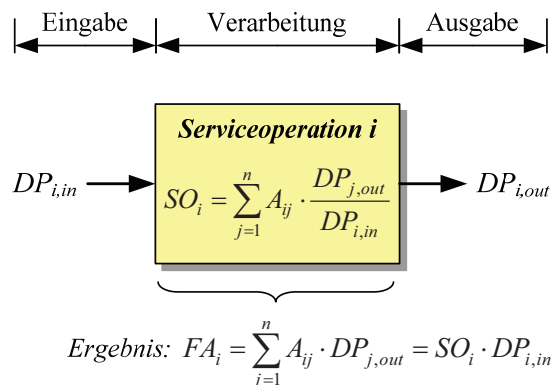 Eingabe Verarbeitung Ausgabe
Serviceoperation i
DP_{i,in} SO_i = \sum_{j=1}^{n} A_{ij} \cdot \frac{DP_{j,out}}{DP_{i,in}} DP_{i,out}
Ergebnis: FA_i = \sum_{j=1}^{n} A_{ij} \cdot DP_{j,out} = SO_i \cdot DP_{i,in}